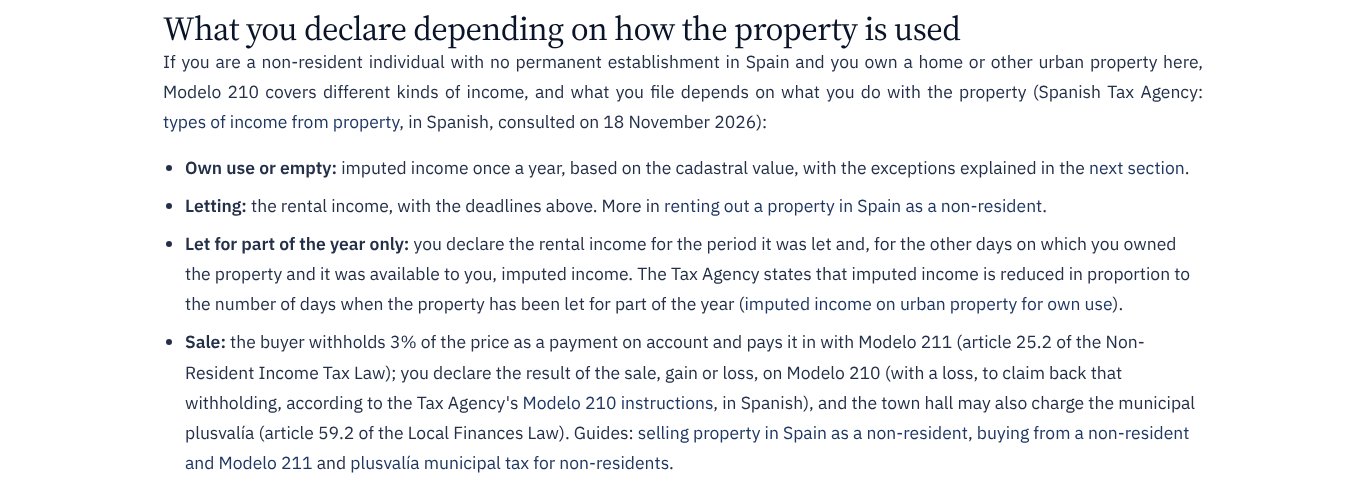 What you declare depending on how the property is used
If you are a non-resident individual with no permanent establishment in Spain and you own a home or other urban property here,
Modelo 210 covers different kinds of income, and what you file depends on what you do with the property (Spanish Tax Agency:
types of income from property, in Spanish, consulted on 18 November 2026):
• Own use or empty: imputed income once a year, based on the cadastral value, with the exceptions explained in the next section.
• Letting: the rental income, with the deadlines above. More in renting out a property in Spain as a non-resident.
• Let for part of the year only: you declare the rental income for the period it was let and, for the other days on which you owned
the property and it was available to you, imputed income. The Tax Agency states that imputed income is reduced in proportion to
the number of days when the property has been let for part of the year (imputed income on urban property for own use).
• Sale: the buyer withholds 3% of the price as a payment on account and pays it in with Modelo 211 (article 25.2 of the Non-
Resident Income Tax Law); you declare the result of the sale, gain or loss, on Modelo 210 (with a loss, to claim back that
withholding, according to the Tax Agency's Modelo 210 instructions, in Spanish), and the town hall may also charge the municipal
plusvalía (article 59.2 of the Local Finances Law). Guides: selling property in Spain as a non-resident, buying from a non-resident
and Modelo 211 and plusvalía municipal tax for non-residents.